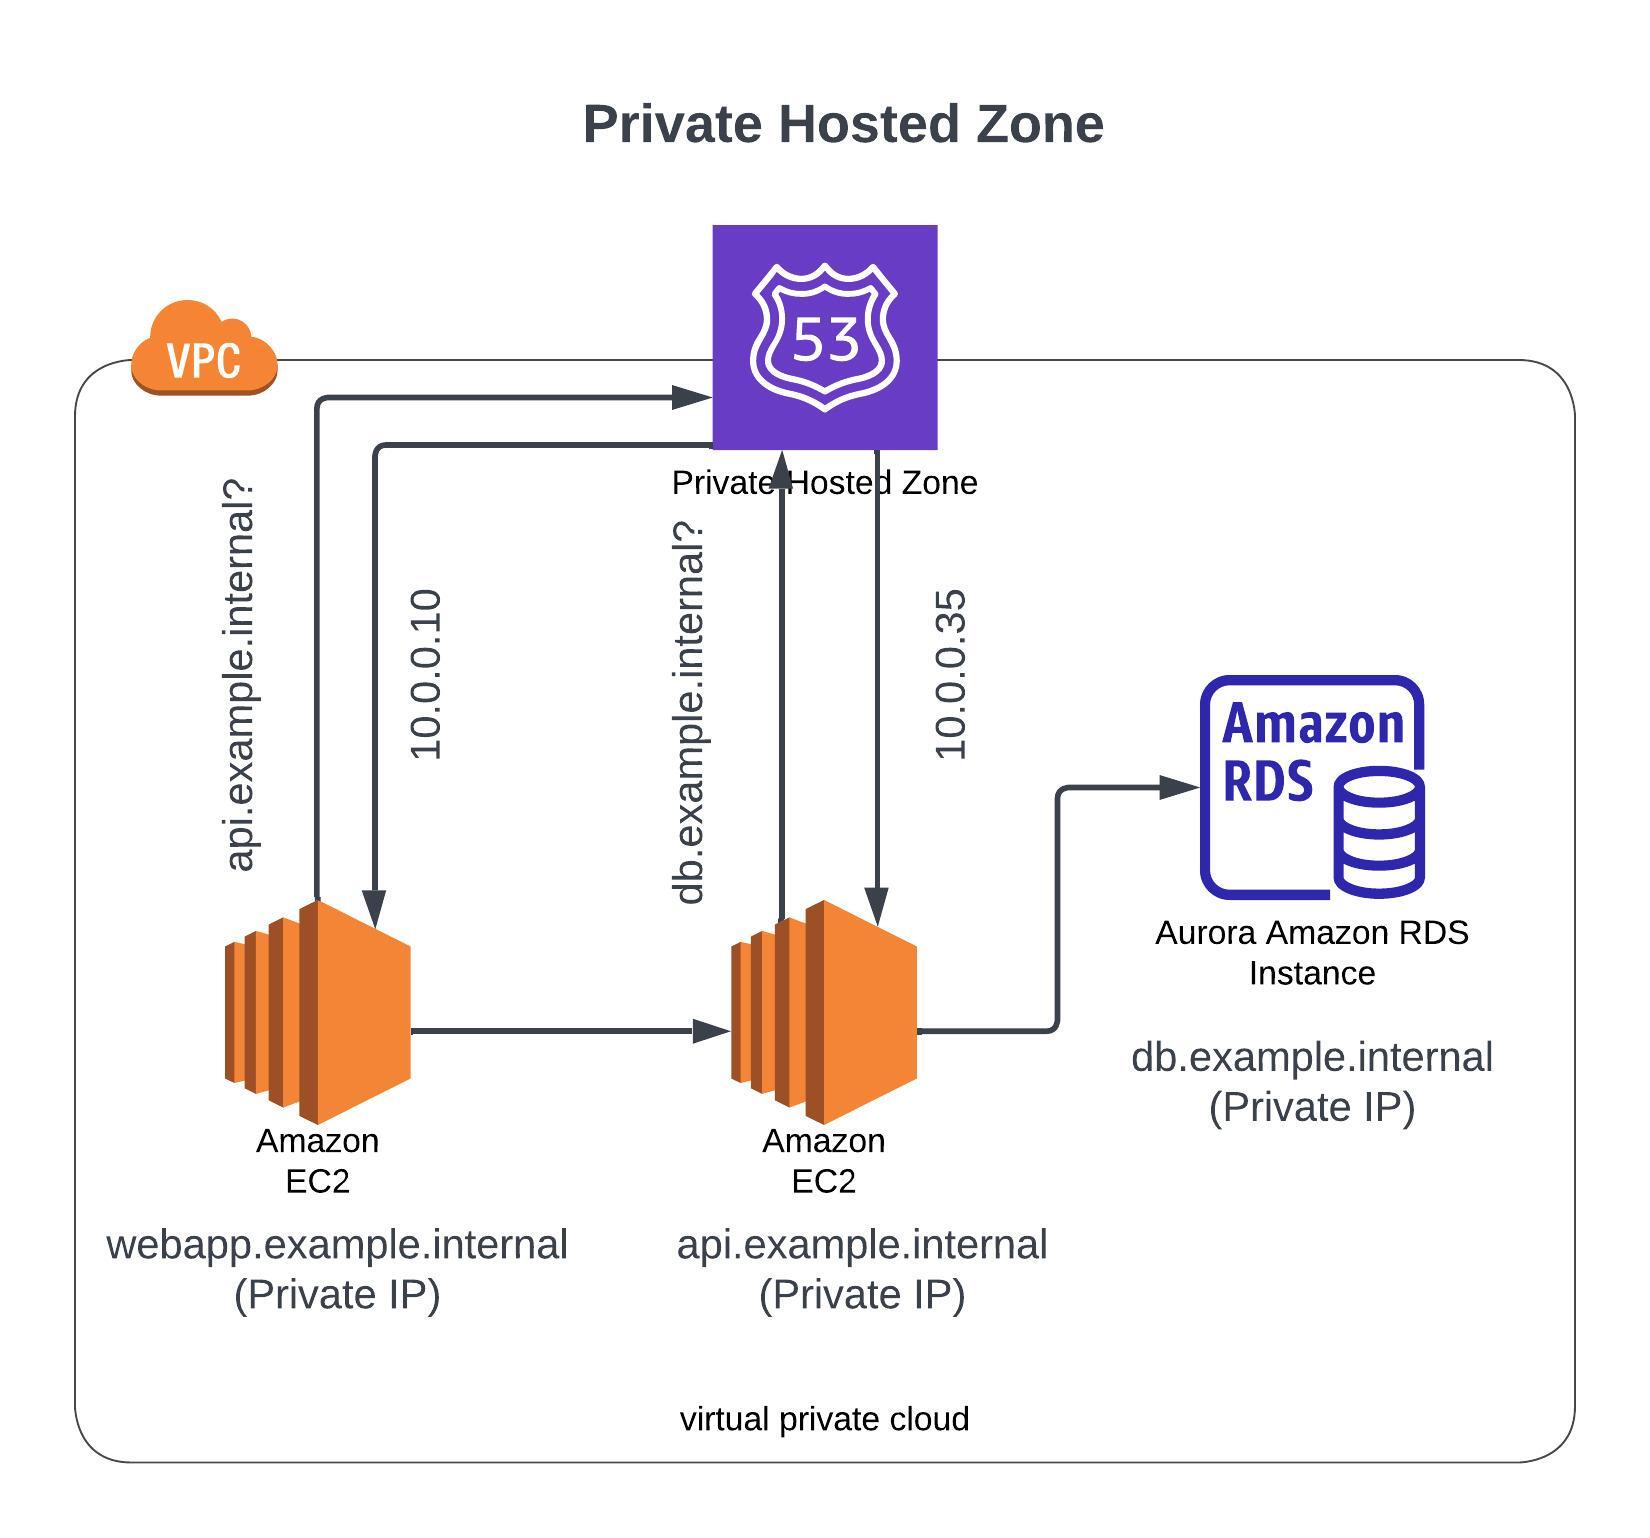 Private Hosted Zone
53
VPC
Private Hosted Zone
api.example.internal?
10.0.0.10
db.example.internal?
10.0.0.35
Amazon
RDS
Aurora Amazon RDS
Instance
db.example.internal
(Private IP)
Amazon
EC2
webapp.example.internal
(Private IP)
Amazon
EC2
api.example.internal
(Private IP)
virtual private cloud